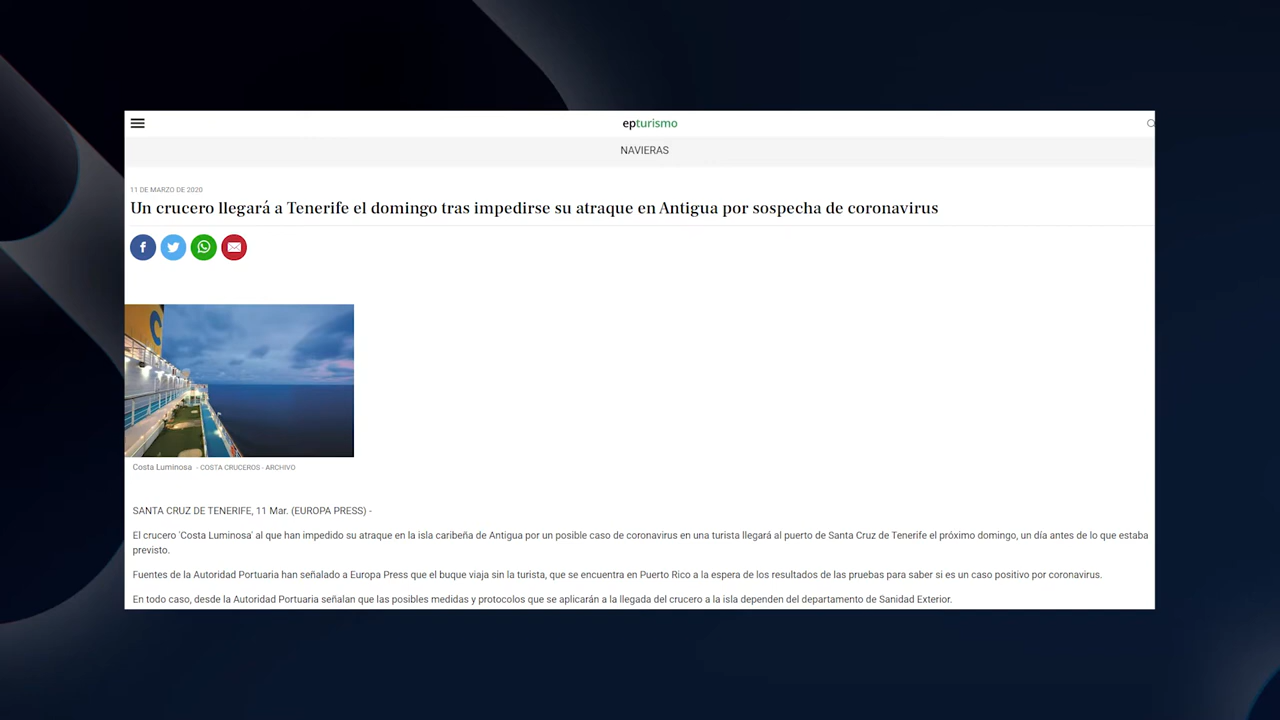 epturismo
NAVIERAS
11 DE MARZO DE 2020
Un crucero llegará a Tenerife el domingo tras impedirse su atraque en Antigua por sospecha de coronavirus
Costa Luminosa - COSTA CRUCEROS - ARCHIVO
SANTA CRUZ DE TENERIFE, 11 Mar. (EUROPA PRESS) -
El crucero 'Costa Luminosa' al que han impedido su atraque en la isla caribeña de Antigua por un posible caso de coronavirus en una turista llegará al puerto de Santa Cruz de Tenerife el próximo domingo, un día antes de lo que estaba
previsto.
Fuentes de la Autoridad Portuaria han señalado a Europa Press que el buque viaja sin la turista, que se encuentra en Puerto Rico a la espera de los resultados de las pruebas para saber si es un caso positivo por coronavirus.
En todo caso, desde la Autoridad Portuaria señalan que las posibles medidas y protocolos que se aplicarán a la llegada del crucero a la isla dependen del departamento de Sanidad Exterior.